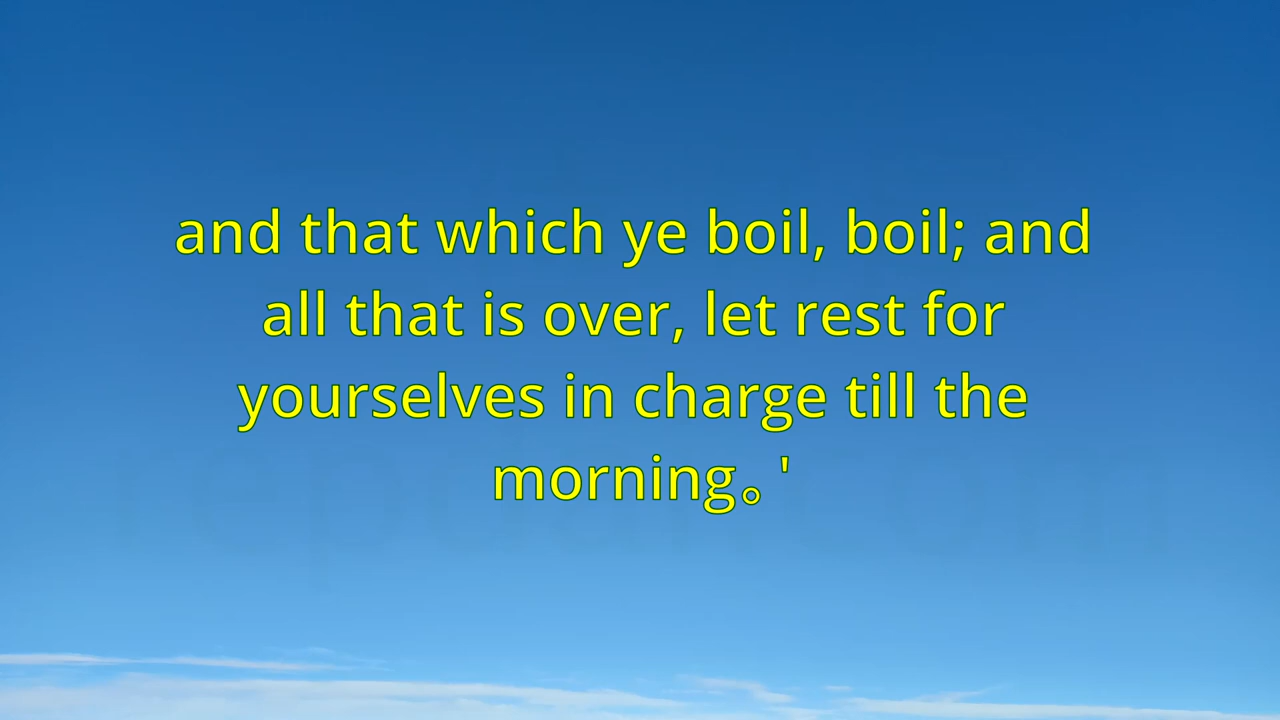 and that which ye boil, boil; and
all that is over, let rest for
yourselves in charge till the
morning。'